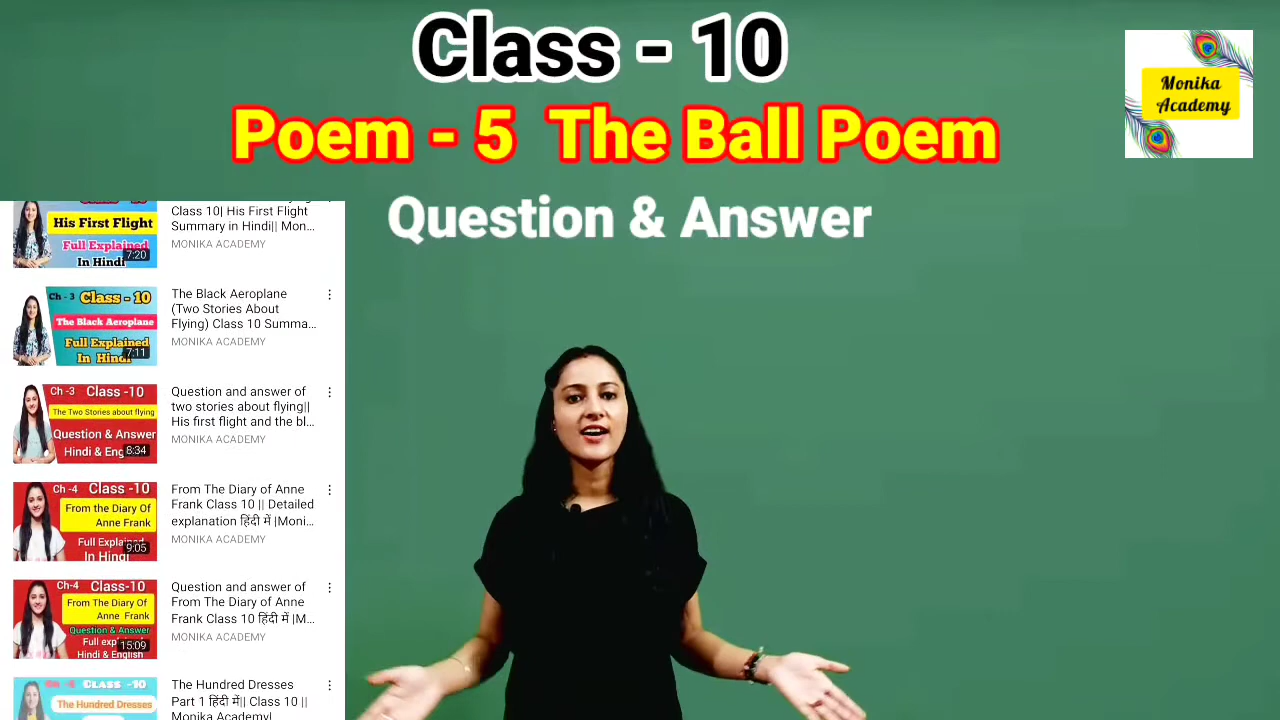 Class - 10
Poem - 5 The Ball Poem
Question & Answer
Monika
Academy
His First Flight
Full Explained
In Hindi
7:20
Class 10| His First Flight
Summary in Hindi|| Mon...
MONIKA ACADEMY
Ch - 3 Class - 10
The Black Aeroplane
Full Explained
In Hindi
7:11
The Black Aeroplane
(Two Stories About
Flying) Class 10 Summa...
MONIKA ACADEMY
Ch -3 Class -10
The Two Stories about flying
Question & Answer
Hindi & Eng
8:34
Question and answer of
two stories about flying||
His first flight and the bl...
MONIKA ACADEMY
Ch -4 Class -10
From the Diary Of
Anne Frank
Full Explained
In Hindi
9:05
From The Diary of Anne
Frank Class 10 || Detailed
explanation हिंदी में |Moni...
MONIKA ACADEMY
Ch-4 Class-10
From The Diary Of
Anne Frank
Question & Answer
Full exp
Hindi & English
15:09
Question and answer of
From The Diary of Anne
Frank Class 10 हिंदी में |M...
MONIKA ACADEMY
CLASS -10
The Hundred Dresses
The Hundred Dresses
Part 1 हिंदी में|| Class 10 ||
Monika Academy|